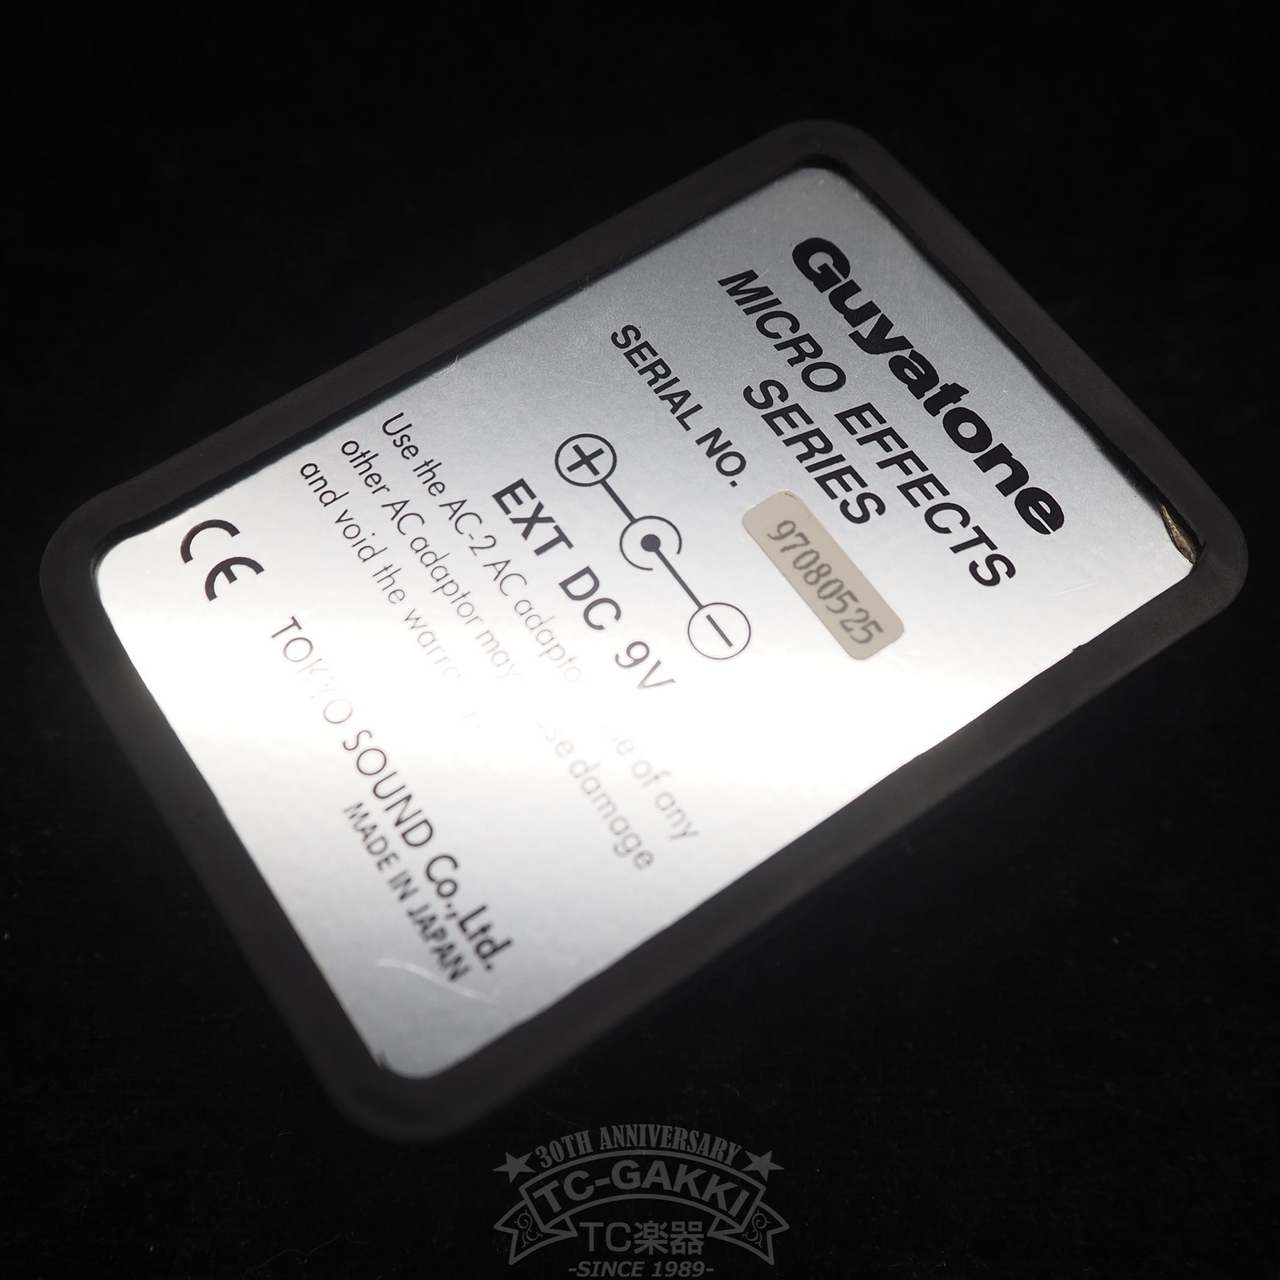 Guyatone
MICRO EFFECTS
SERIES
SERIAL NO.
97080525
EXT DC 9V
Use the AC-2 AC adaptor of any
other AC adaptor may damage
and void the
CE
TOKYO SOUND Co.,Ltd.
MADE IN JAPAN
30TH ANNIVERSARY
TC-GAKKI
TC楽器
-SINCE 1989-